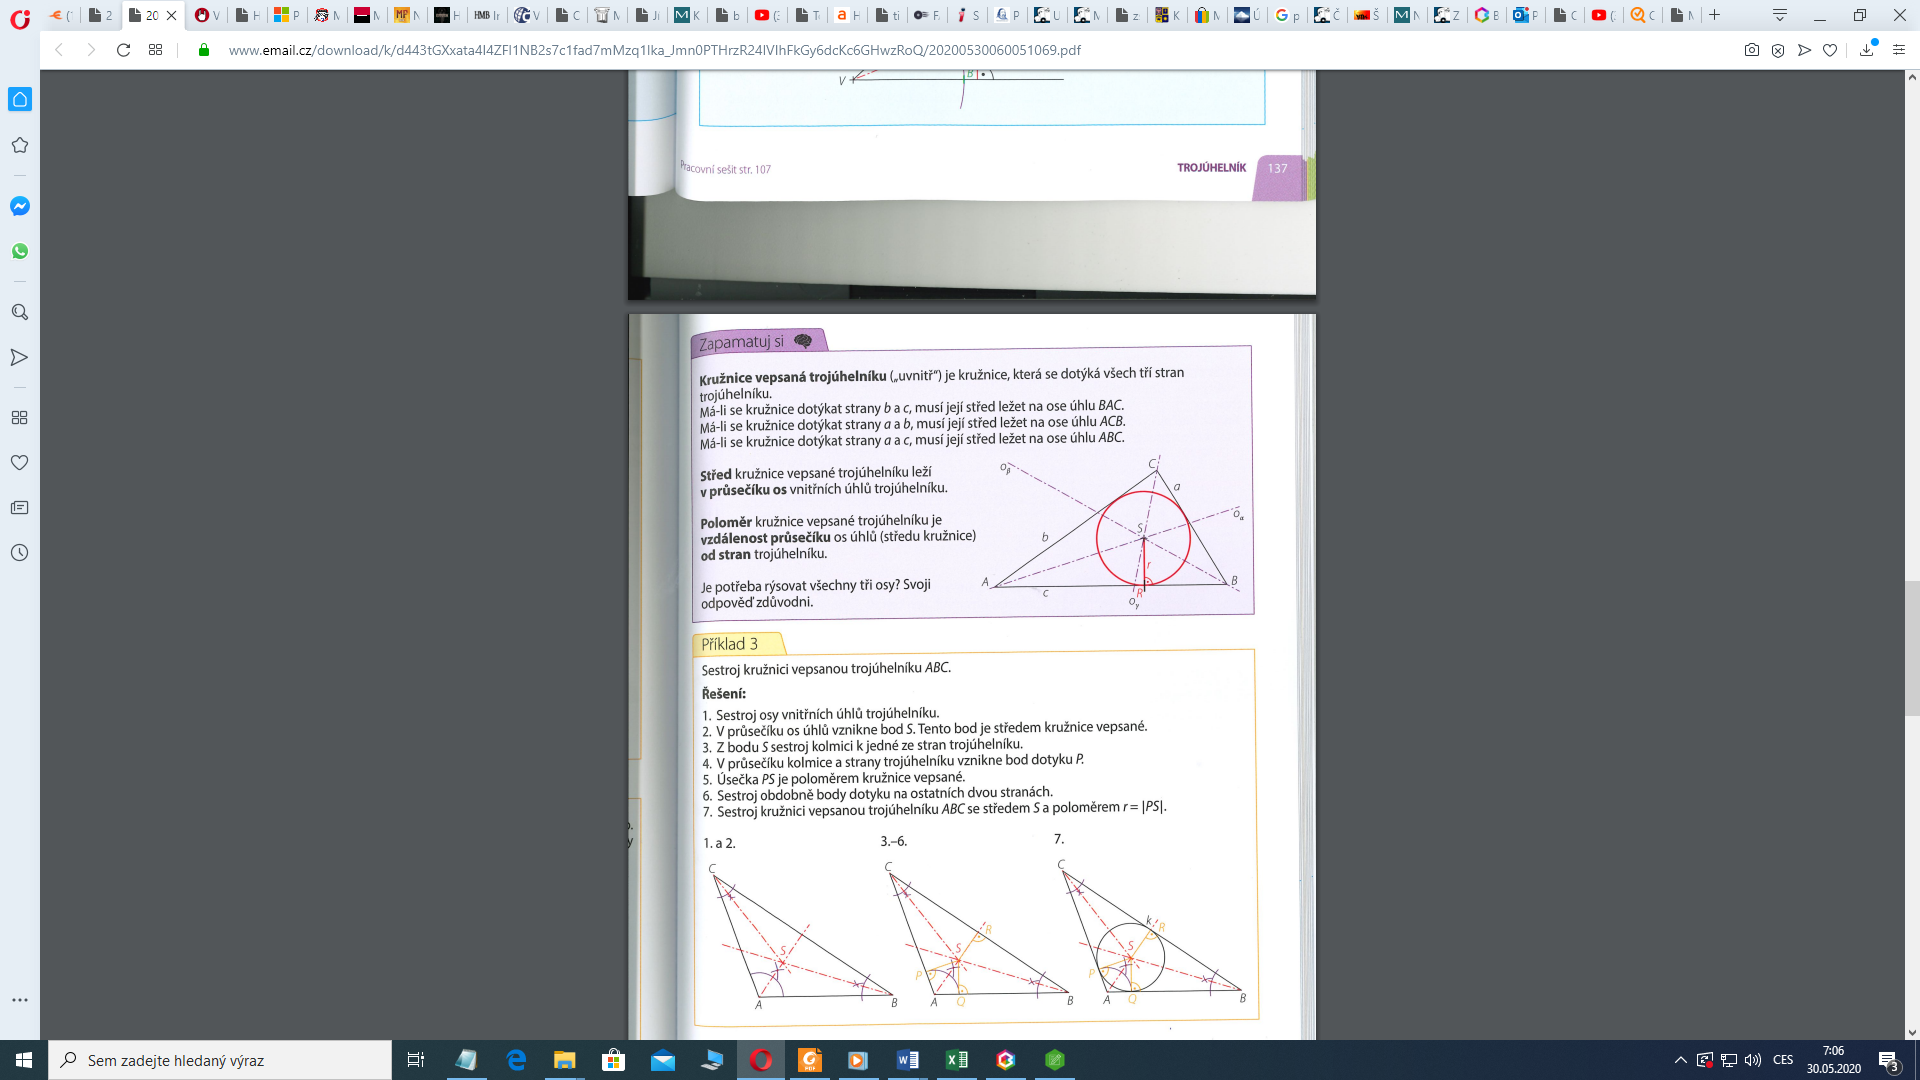 www.email.cz/download/k/d443tGXxata4I4ZFI1NB2s7c1fad7mMzq1lka_Jmn0PTHrzR24lVIhFkGy6dcKc6GHwzRoQ/20200530060051069.pdf
V
B
Pracovní sešit str. 107
TROJÚHELNÍK 137
Zapamatuj si
Kružnice vepsaná trojúhelníku („uvnitř“) je kružnice, která se dotýká všech tří stran
trojúhelníku.
Má-li se kružnice dotýkat strany b a c, musí její střed ležet na ose úhlu BAC.
Má-li se kružnice dotýkat strany a a b, musí její střed ležet na ose úhlu ACB.
Má-li se kružnice dotýkat strany a a c, musí její střed ležet na ose úhlu ABC.
Střed kružnice vepsané trojúhelníku leží
v průsečíku os vnitřních úhlů trojúhelníku.
Poloměr kružnice vepsané trojúhelníku je
vzdálenost průsečíku os úhlů (středu kružnice)
od stran trojúhelníku.
Je potřeba rýsovat všechny tři osy? Svoji
odpověď zdůvodni.
oβ
C
a
oα
S
b
r
A
B
c
R
oγ
Příklad 3
Sestroj kružnici vepsanou trojúhelníku ABC.
Řešení:
1. Sestroj osy vnitřních úhlů trojúhelníku.
2. V průsečíku os úhlů vznikne bod S. Tento bod je středem kružnice vepsané.
3. Z bodu S sestroj kolmici k jedné ze stran trojúhelníku.
4. V průsečíku kolmice a strany trojúhelníku vznikne bod dotyku P.
5. Úsečka PS je poloměrem kružnice vepsané.
6. Sestroj obdobně body dotyku na ostatních dvou stranách.
7. Sestroj kružnici vepsanou trojúhelníku ABC se středem S a poloměrem r = |PS|.
1. a 2.
3.–6.
7.
C
S
A
B
C
R
S
P
A
Q
B
C
k
R
S
P
A
Q
B
Sem zadejte hledaný výraz
CES
7:06
30.05.2020
3